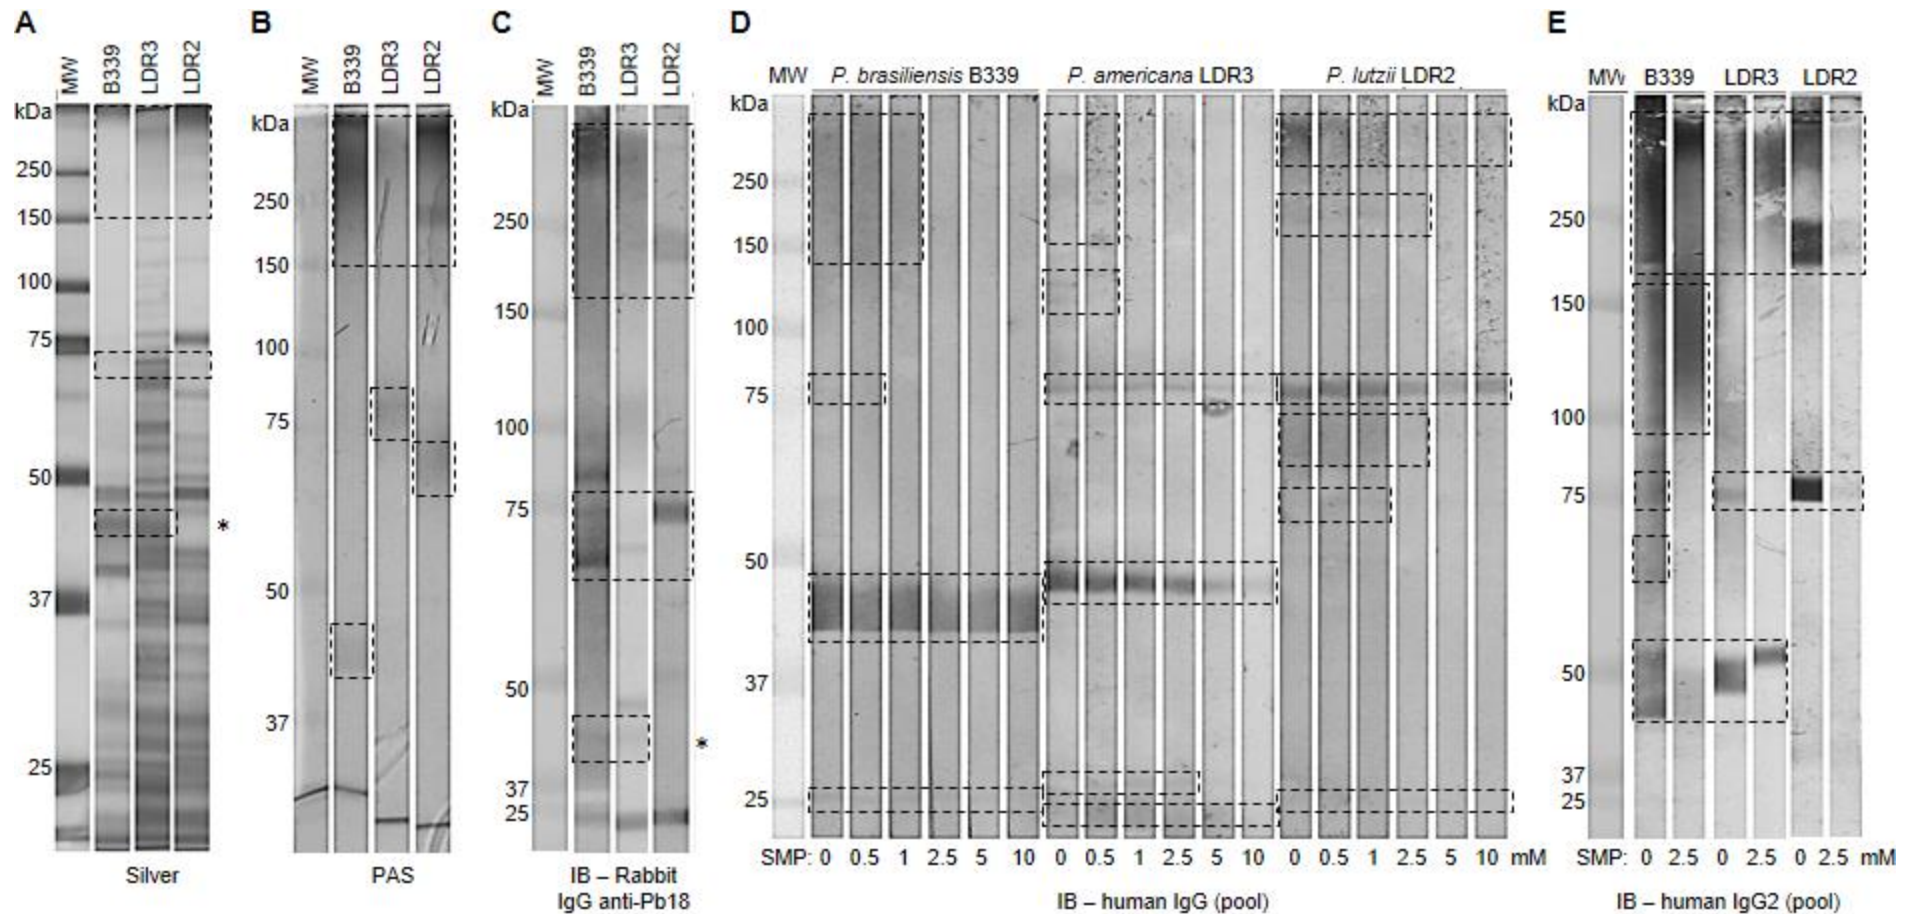 A
MW
B339
LDR3
LDR2
kDa
250
150
100
75
50
37
25
*
Silver
B
MW
B339
LDR3
LDR2
kDa
250
150
100
75
50
37
PAS
C
MW
B339
LDR3
LDR2
kDa
250
150
100
75
50
37
25
*
IB – Rabbit
IgG anti-Pb18
D
MW P. brasiliensis B339 P. americana LDR3 P. lutzii LDR2
kDa
250
150
100
75
50
37
25
SMP: 0 0.5 1 2.5 5 10 0 0.5 1 2.5 5 10 0 0.5 1 2.5 5 10 mM
IB – human IgG (pool)
E
MW B339 LDR3 LDR2
kDa
250
150
100
75
50
37
25
SMP: 0 2.5 0 2.5 0 2.5 mM
IB – human IgG2 (pool)